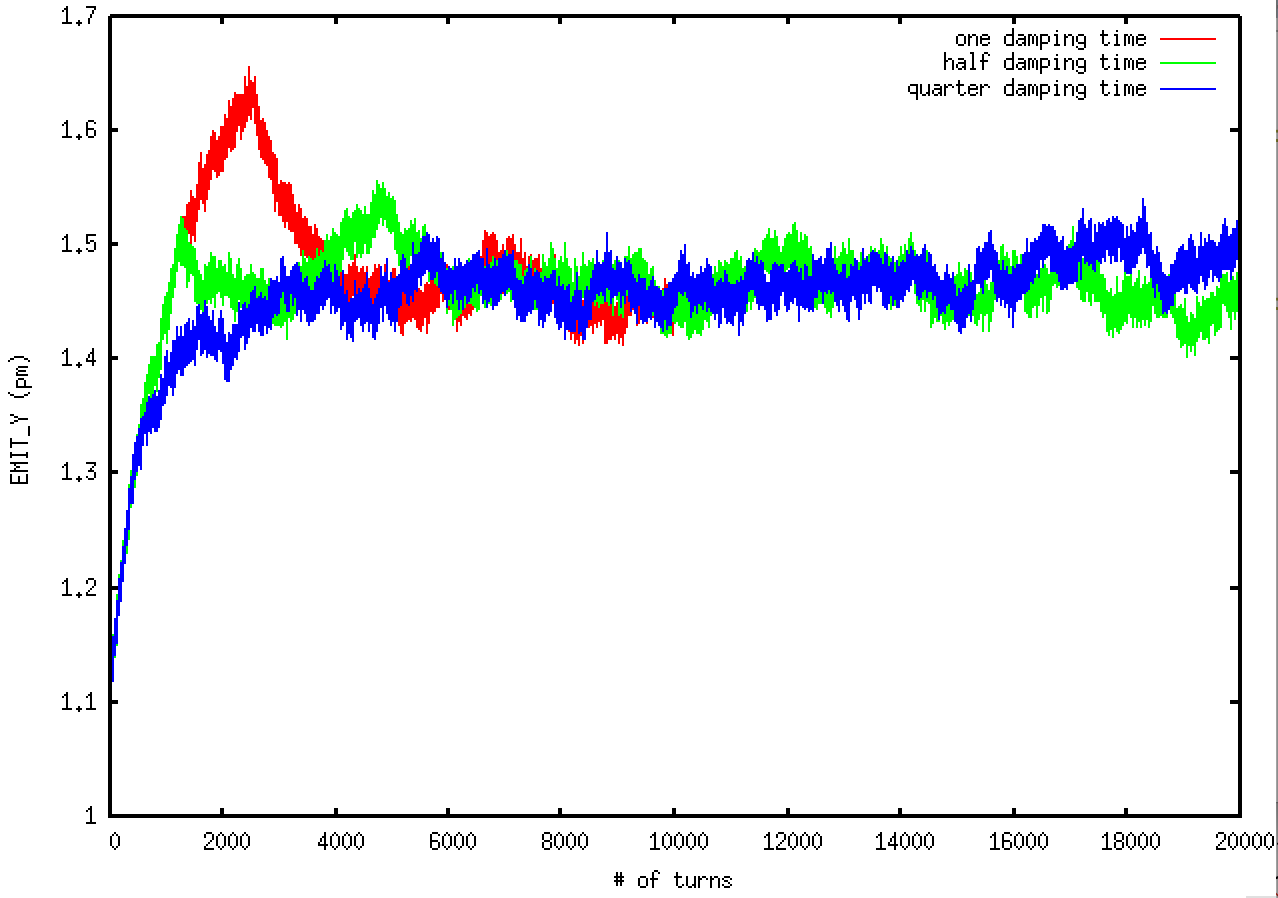 1.7
1.6
1.5
1.4
1.3
1.2
1.1
1
EMIT_Y (pm)
one damping time
half damping time
quarter damping time
0 2000 4000 6000 8000 10000 12000 14000 16000 18000 20000
# of turns